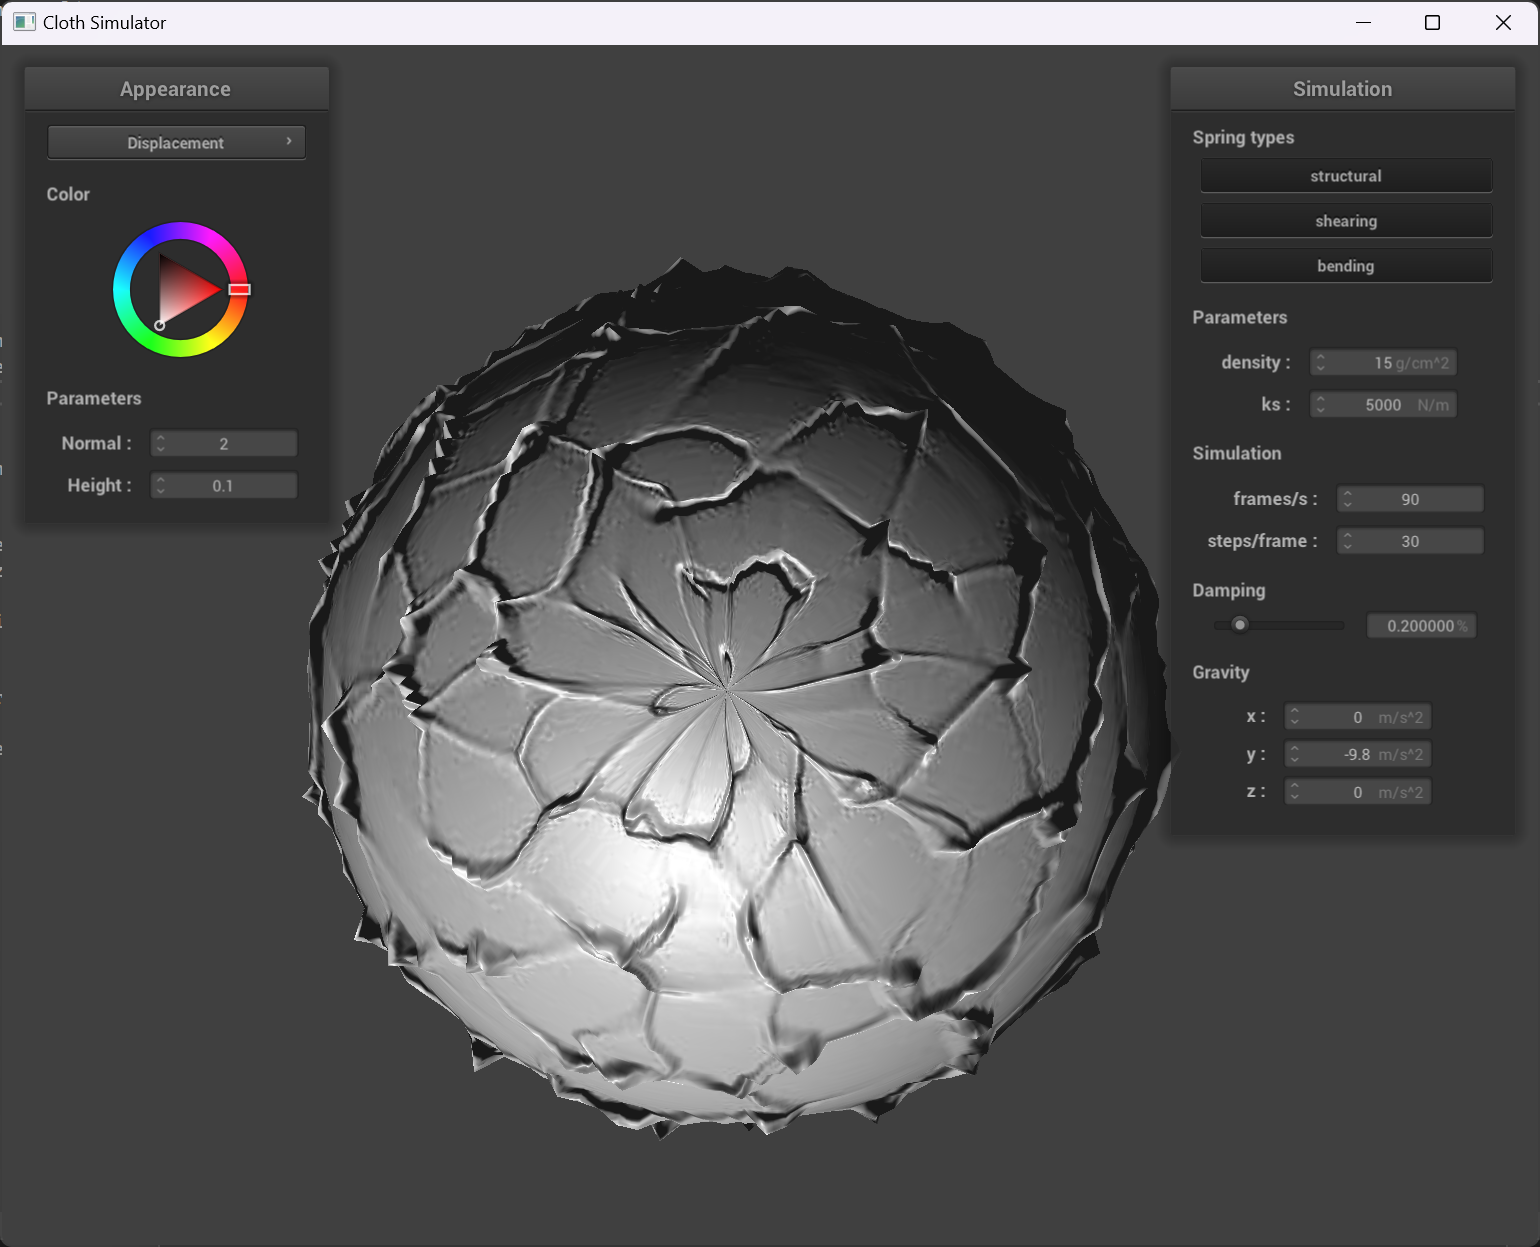 Cloth Simulator
Appearance
Displacement
Color
Parameters
Normal : 2
Height : 0.1
Simulation
Spring types
structural
shearing
bending
Parameters
density : 15 g/cm^2
ks : 5000 N/m
Simulation
frames/s : 90
steps/frame : 30
Damping
0.200000 %
Gravity
x : 0 m/s^2
y : -9.8 m/s^2
z : 0 m/s^2